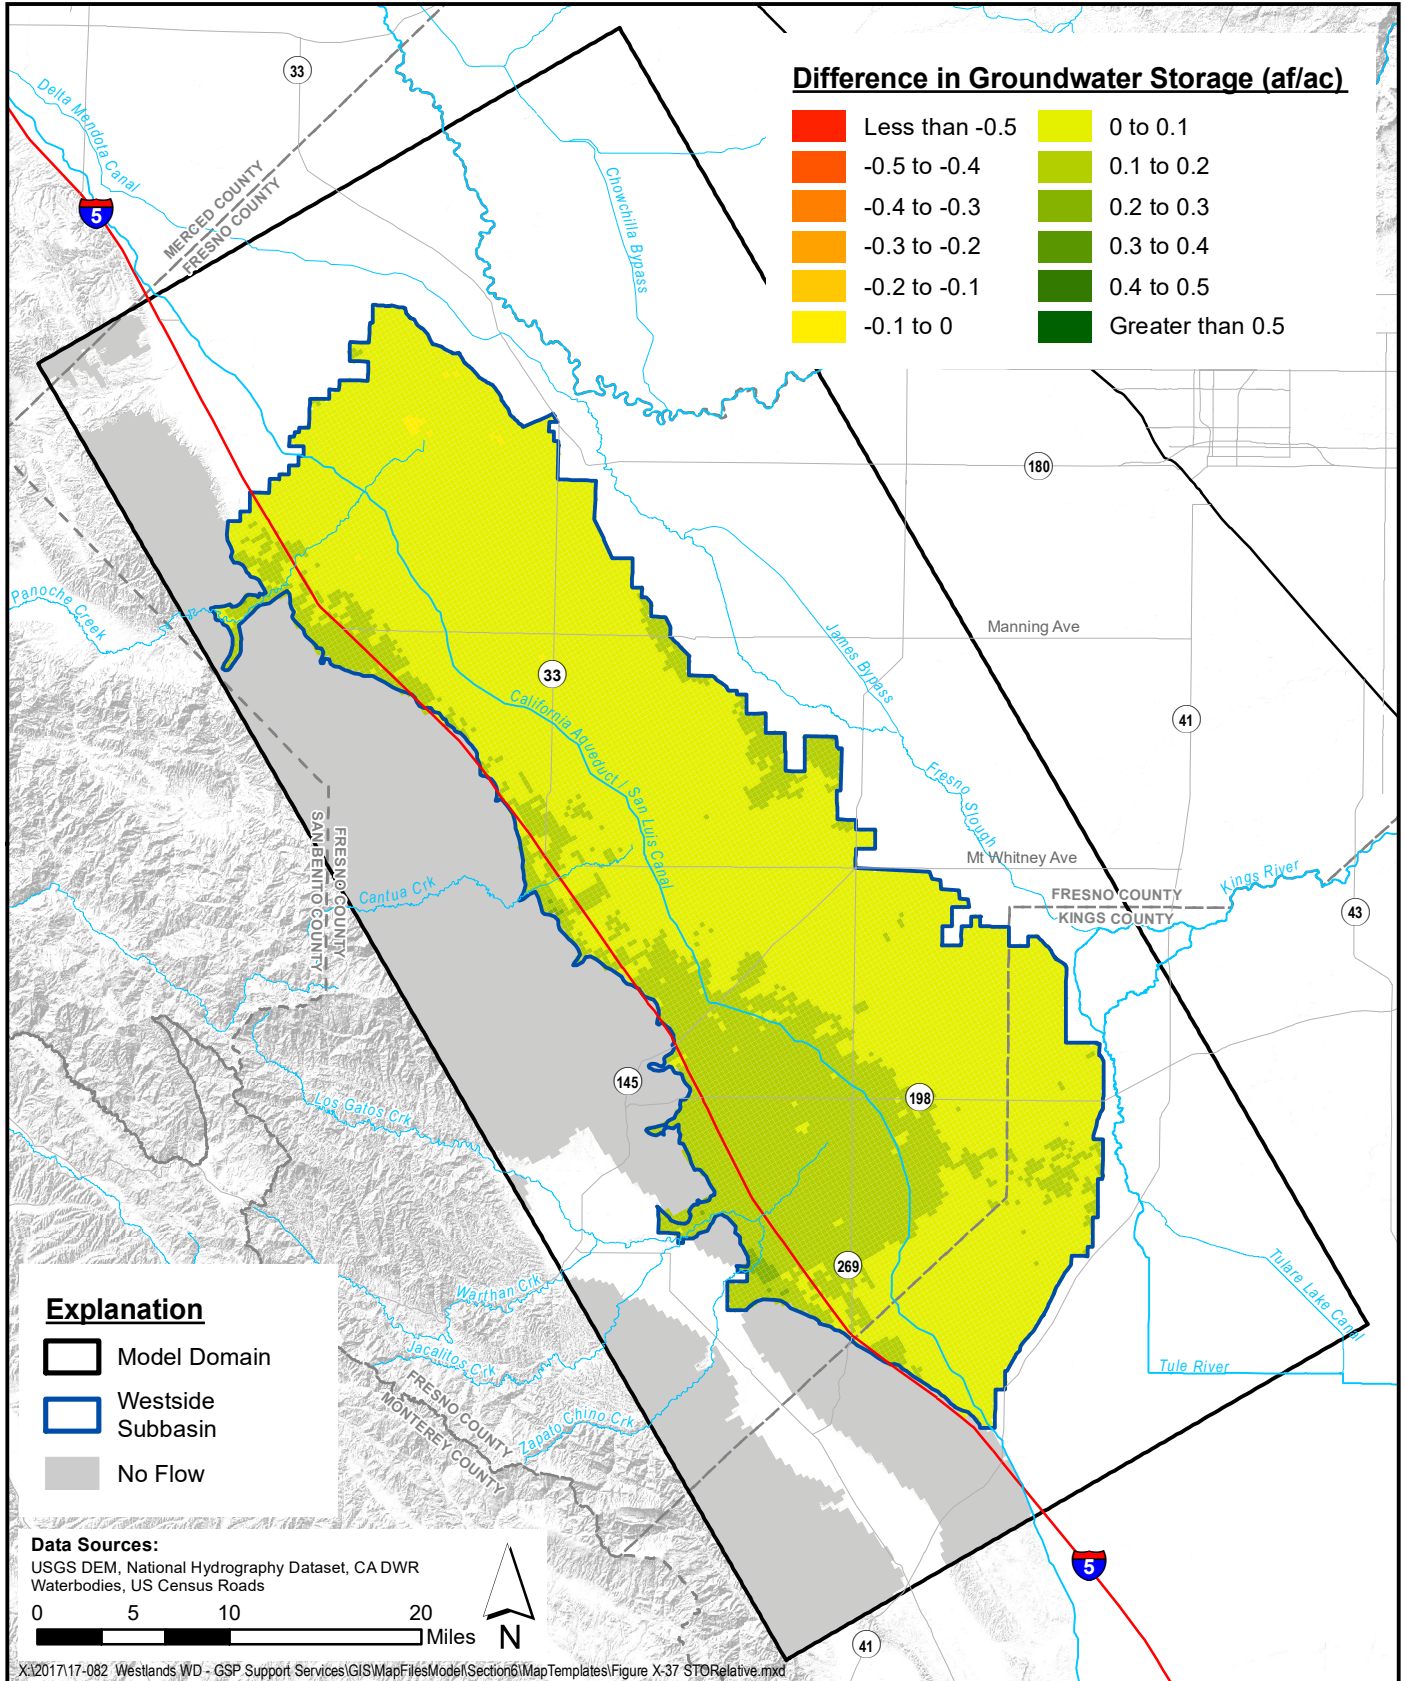 33
Difference in Groundwater Storage (af/ac)
Less than -0.5
-0.5 to -0.4
-0.4 to -0.3
-0.3 to -0.2
-0.2 to -0.1
-0.1 to 0
0 to 0.1
0.1 to 0.2
0.2 to 0.3
0.3 to 0.4
0.4 to 0.5
Greater than 0.5
Delta Mendota Canal
5
MERCED COUNTY
FRESNO COUNTY
Chowchilla Bypass
180
Panoche Creek
Manning Ave
James Bypass
33
41
California Aqueduct / San Luis Canal
Fresno Slough
SAN BENITO COUNTY
FRESNO COUNTY
Mt Whitney Ave
Cantua Crk
FRESNO COUNTY
KINGS COUNTY
Kings River
43
145
198
Los Gatos Crk
269
Warthan Crk
Jacalitos Crk
FRESNO COUNTY
MONTEREY COUNTY
Zapato Chino Crk
Tulare Lake Canal
Tule River
5
41
Explanation
Model Domain
Westside
Subbasin
No Flow
Data Sources:
USGS DEM, National Hydrography Dataset, CA DWR
Waterbodies, US Census Roads
0 5 10 20
Miles
N
X:\2017\17-082 Westlands WD - GSP Support Services\GIS\MapFilesModel\Section6\MapTemplates\Figure X-37 STORelative.mxd